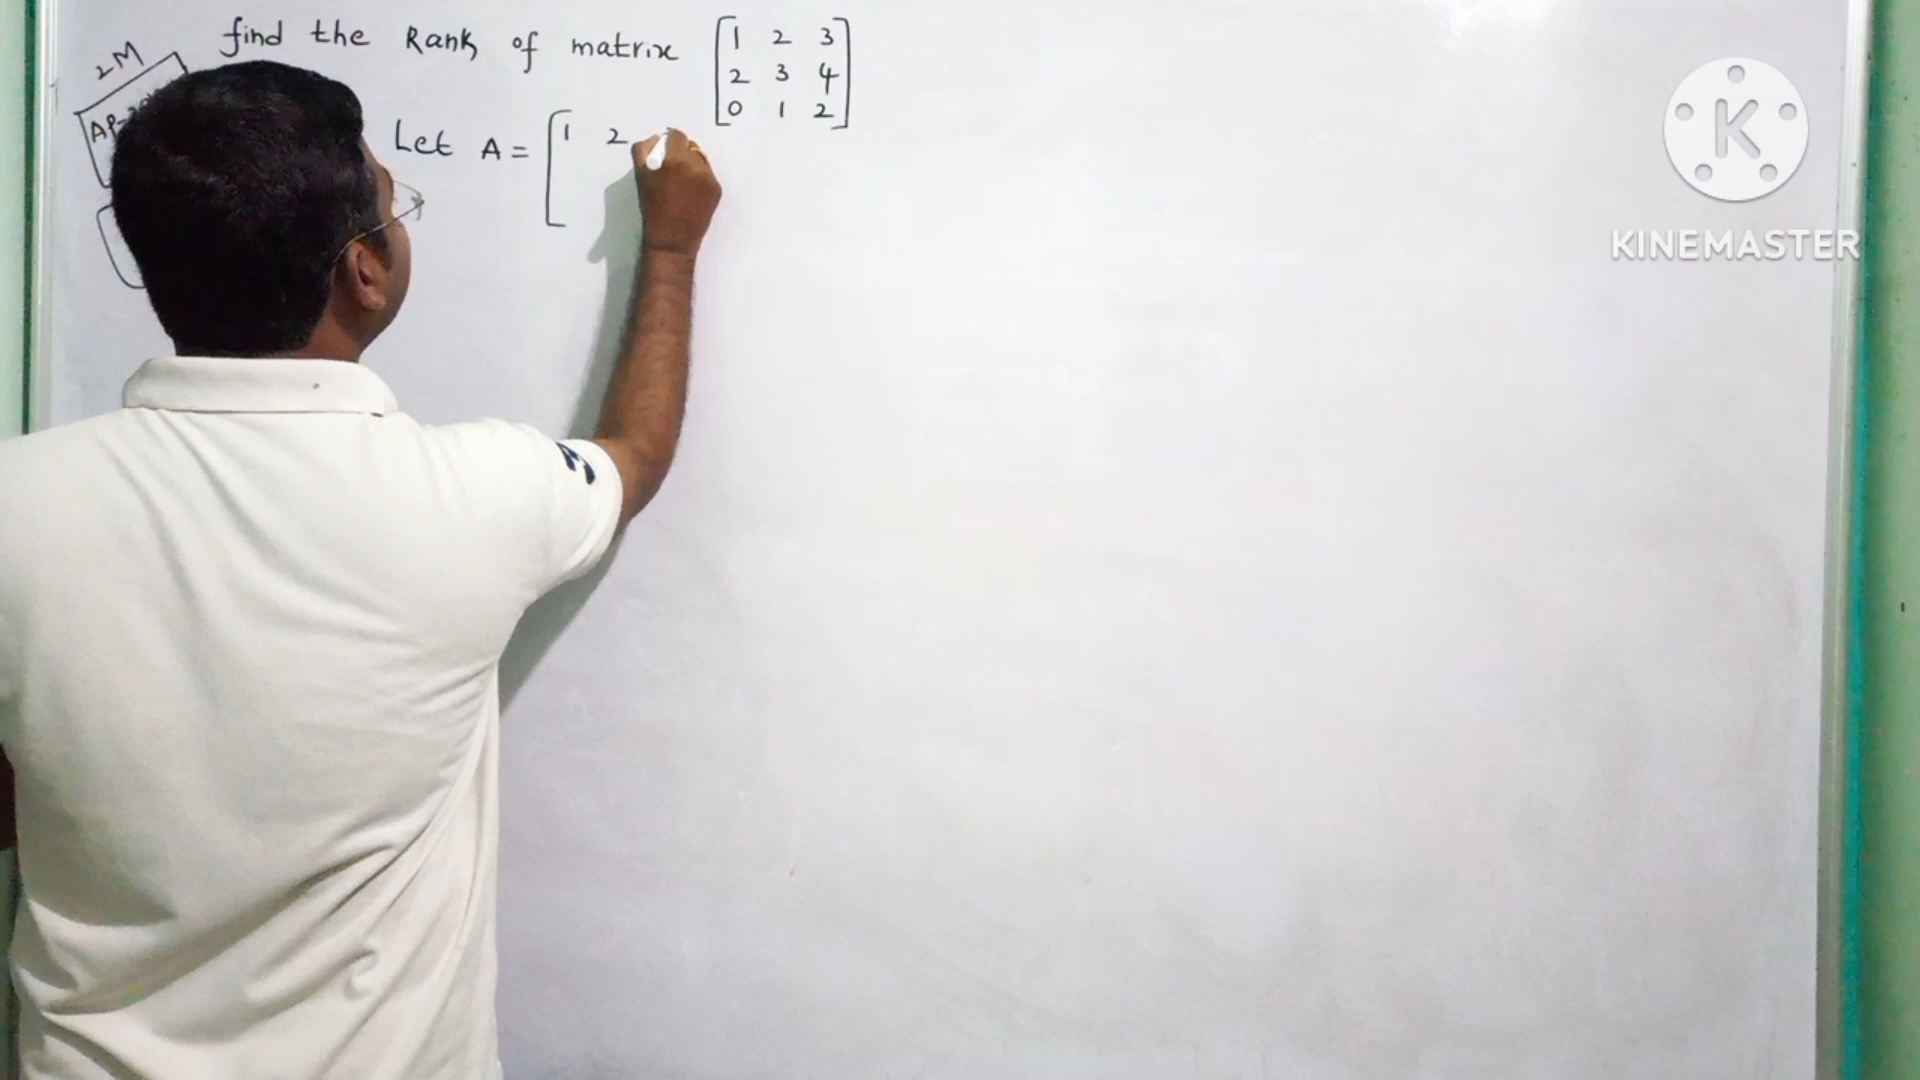 find the Rank of matrix [1 2 3
2 3 4
0 1 2]
2M
Let A = [1 2
K
KINEMASTER